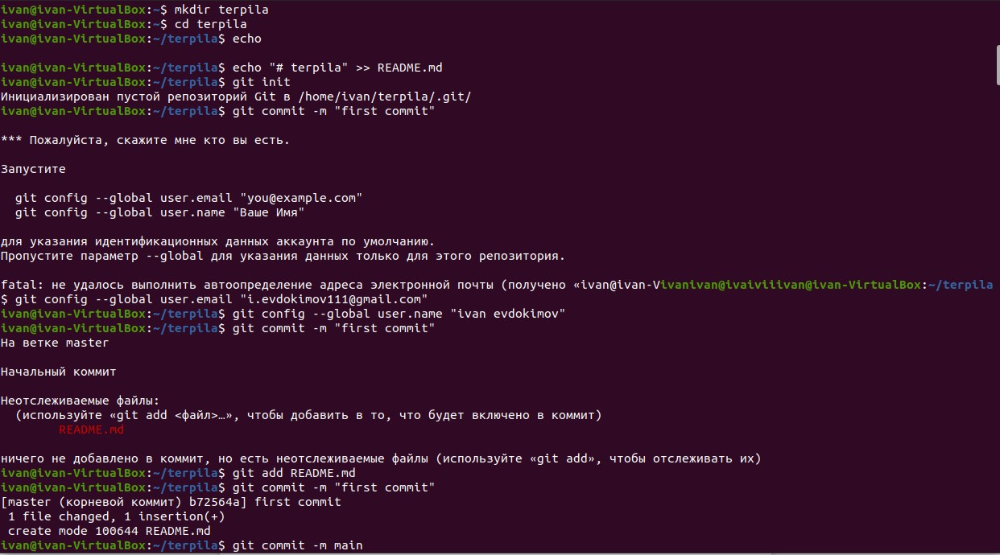 ivan@ivan-VirtualBox:~$ mkdir terpila
ivan@ivan-VirtualBox:~$ cd terpila
ivan@ivan-VirtualBox:~/terpila$ echo
ivan@ivan-VirtualBox:~/terpila$ echo "# terpila" >> README.md
ivan@ivan-VirtualBox:~/terpila$ git init
Инициализирован пустой репозиторий Git в /home/ivan/terpila/.git/
ivan@ivan-VirtualBox:~/terpila$ git commit -m "first commit"
*** Пожалуйста, скажите мне кто вы есть.
Запустите
git config --global user.email "you@example.com"
git config --global user.name "Ваше Имя"
для указания идентификационных данных аккаунта по умолчанию.
Пропустите параметр --global для указания данных только для этого репозитория.
fatal: не удалось выполнить автоопределение адреса электронной почты (получено «ivan@ivan-Vivanivan@ivaiviiivan@ivan-VirtualBox:~/terpila
$ git config --global user.email "i.evdokimov111@gmail.com"
ivan@ivan-VirtualBox:~/terpila$ git config --global user.name "ivan evdokimov"
ivan@ivan-VirtualBox:~/terpila$ git commit -m "first commit"
На ветке master
Начальный коммит
Неотслеживаемые файлы:
(используйте «git add <файл>…», чтобы добавить в то, что будет включено в коммит)
README.md
ничего не добавлено в коммит, но есть неотслеживаемые файлы (используйте «git add», чтобы отслеживать их)
ivan@ivan-VirtualBox:~/terpila$ git add README.md
ivan@ivan-VirtualBox:~/terpila$ git commit -m "first commit"
[master (корневой коммит) b72564a] first commit
1 file changed, 1 insertion(+)
create mode 100644 README.md
ivan@ivan-VirtualBox:~/terpila$ git commit -m main